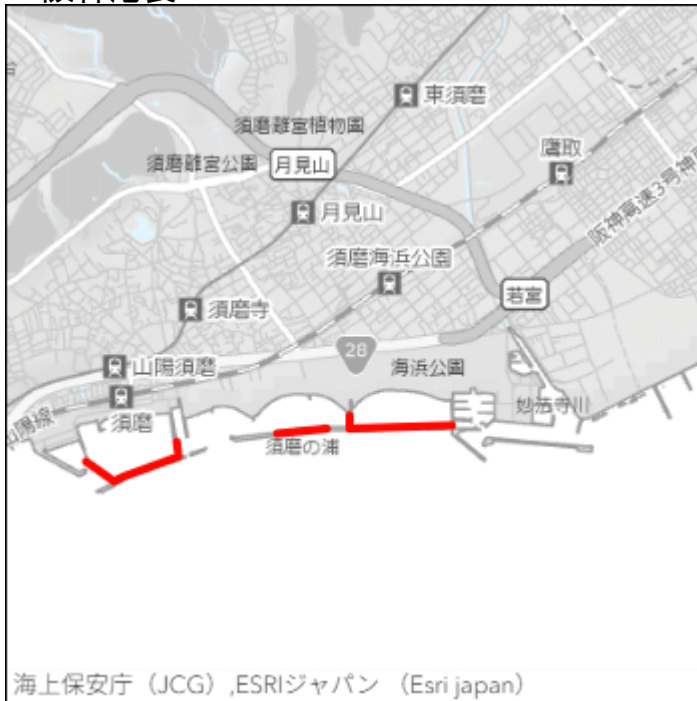 東須磨
須磨離宮植物園
鷹取
須磨離宮公園
月見山
月見山
阪神高速3号神
須磨海浜公園
若宮
須磨寺
28
山陽須磨
海浜公園
妙法寺川
須磨
山陽線
須磨の浦
海上保安庁（JCG）,ESRIジャパン （Esri japan）